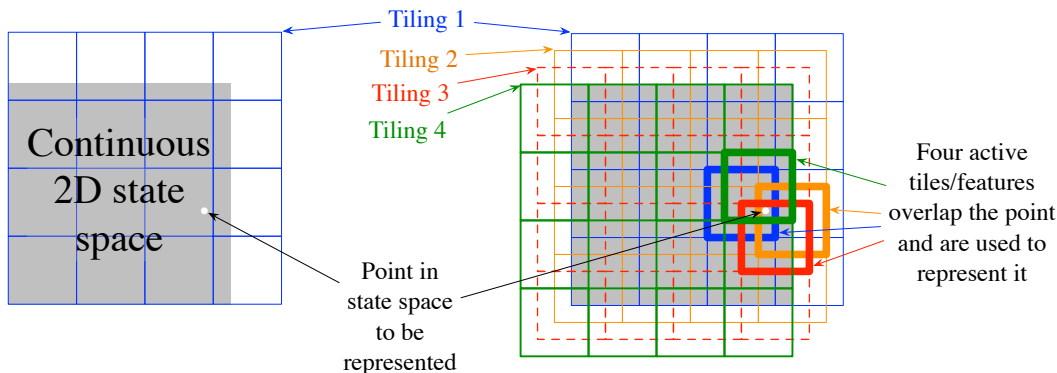 Tiling 1
Tiling 2
Tiling 3
Tiling 4
Continuous
2D state
space
Point in
state space
to be
represented
Four active
tiles/features
overlap the point
and are used to
represent it